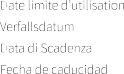 Date limite d'utilisation
Verfallsdatum
Data di Scadenza
Fecha de caducidad